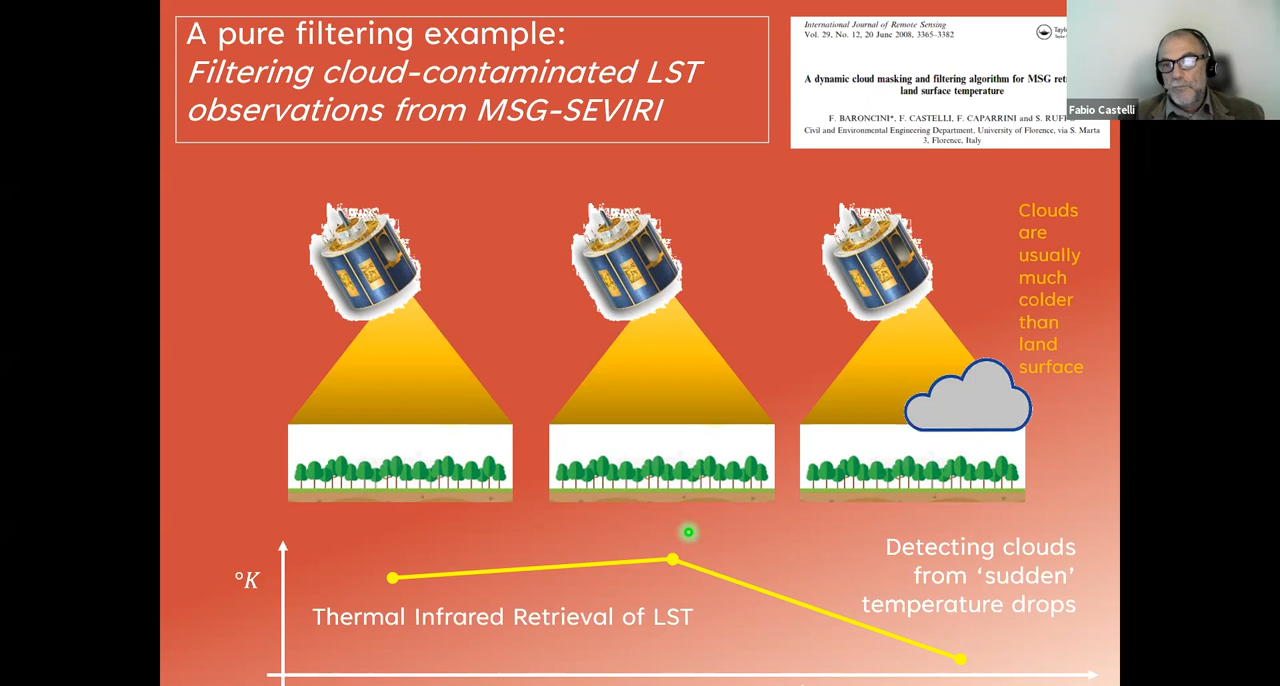 A pure filtering example:
Filtering cloud-contaminated LST
observations from MSG-SEVIRI
International Journal of Remote Sensing
Vol. 29, No. 12, 20 June 2008, 3365–3382
A dynamic cloud masking and filtering algorithm for MSG
land surface temperature
F. BARONCINI*, F. CASTELLI, F. CAPARRINI and S.
Civil and Environmental Engineering Department, University of Florence, via S. Marta
3, Florence, Italy
Fabio Castelli
Clouds
are
usually
much
colder
than
land
surface
°K
Thermal Infrared Retrieval of LST
Detecting clouds
from ‘sudden’
temperature drops